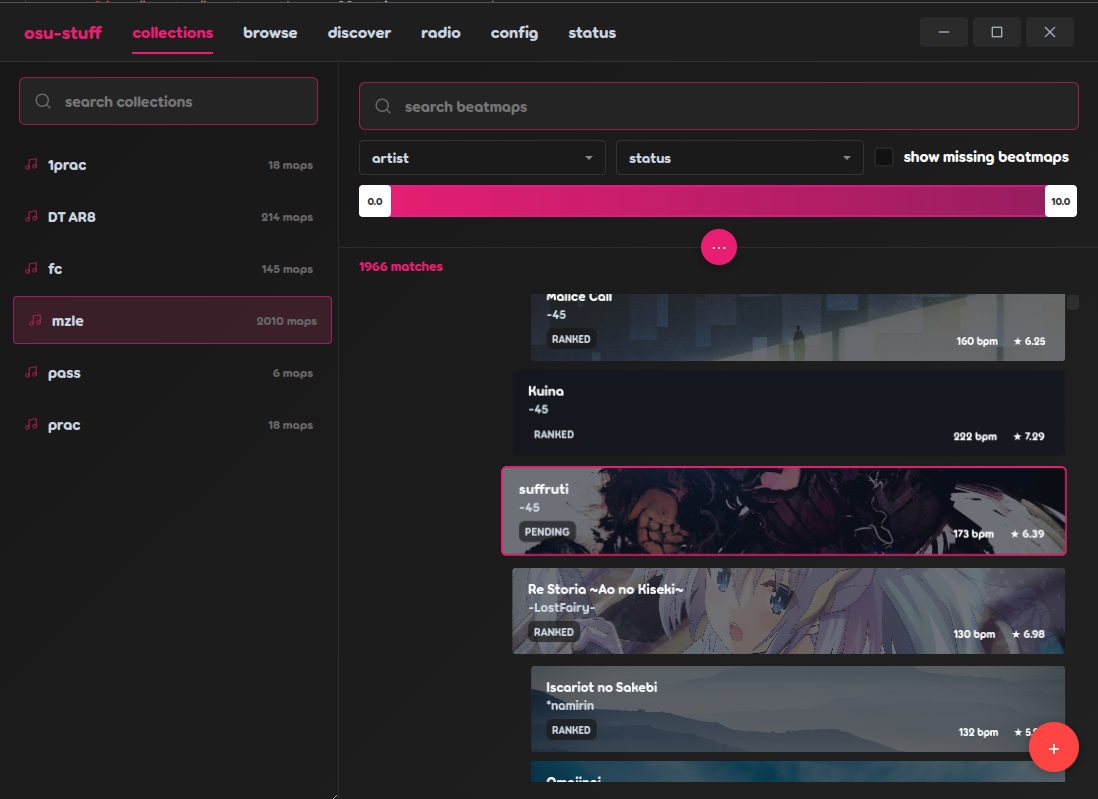 osu-stuff collections browse discover radio config status
search collections
1prac 18 maps
DT AR8 214 maps
fc 145 maps
mzle 2010 maps
pass 6 maps
prac 18 maps
search beatmaps
artist status show missing beatmaps
0.0 10.0
1966 matches
Malice Call
-45
RANKED 160 bpm ★ 6.25
Kuina
-45
RANKED 222 bpm ★ 7.29
suffruti
-45
PENDING 173 bpm ★ 6.39
Re Storia ~Ao no Kiseki~
-LostFairy-
RANKED 130 bpm ★ 6.98
Iscariot no Sakebi
*namirin
RANKED 132 bpm ★ 5.